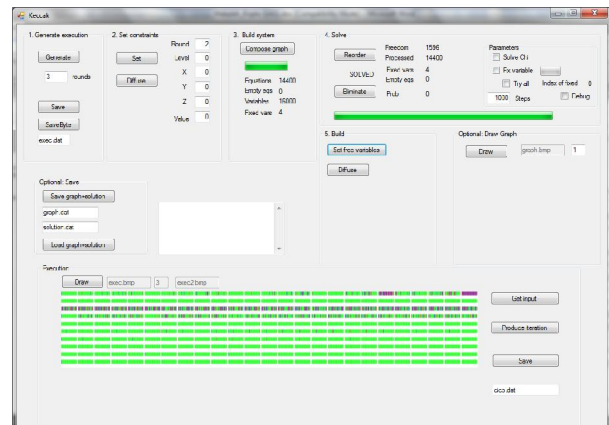 Keccak
1. Generate execution
Generate
3 rounds
Save
SaveByte
exec.dat
2. Set constraints
Set
Diffuse
Round 2
Level 0
X 0
Y 0
Z 0
Value 0
3. Build system
Compose graph
Equations 14400
Empty eqs 0
Variables 16000
Fixed vars 4
4. Solve
Reorder
SOLVED
Eliminate
Freedom 1596
Processed 14400
Fixed vars 4
Empty eqs 0
Prob 0
Parameters
Solve CH
Fix variable
Try all Index of fixed 0
1000 Steps Debug
5. Build
Set free variables
Diffuse
Optional: Draw Graph
Draw graph.bmp 1
Optional: Save
Save graph+solution
graph.dat
solution.dat
Load graph+solution
Execution
Draw exec.bmp 3 exec2.bmp
Get input
Produce iteration
Save
cico.dat